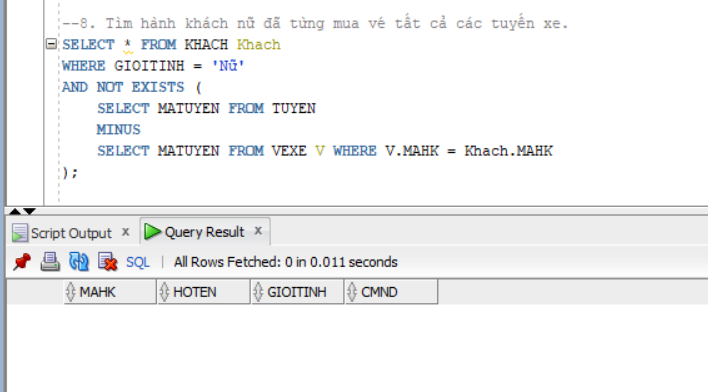 --8. Tìm hành khách nữ đã từng mua vé tất cả các tuyến xe.
SELECT * FROM KHACH Khach
WHERE GIOITINH = 'Nữ'
AND NOT EXISTS (
SELECT MATUYEN FROM TUYEN
MINUS
SELECT MATUYEN FROM VEXE V WHERE V.MAHK = Khach.MAHK
);
Script Output x Query Result x
SQL | All Rows Fetched: 0 in 0.011 seconds
MAHK HOTEN GIOITINH CMND